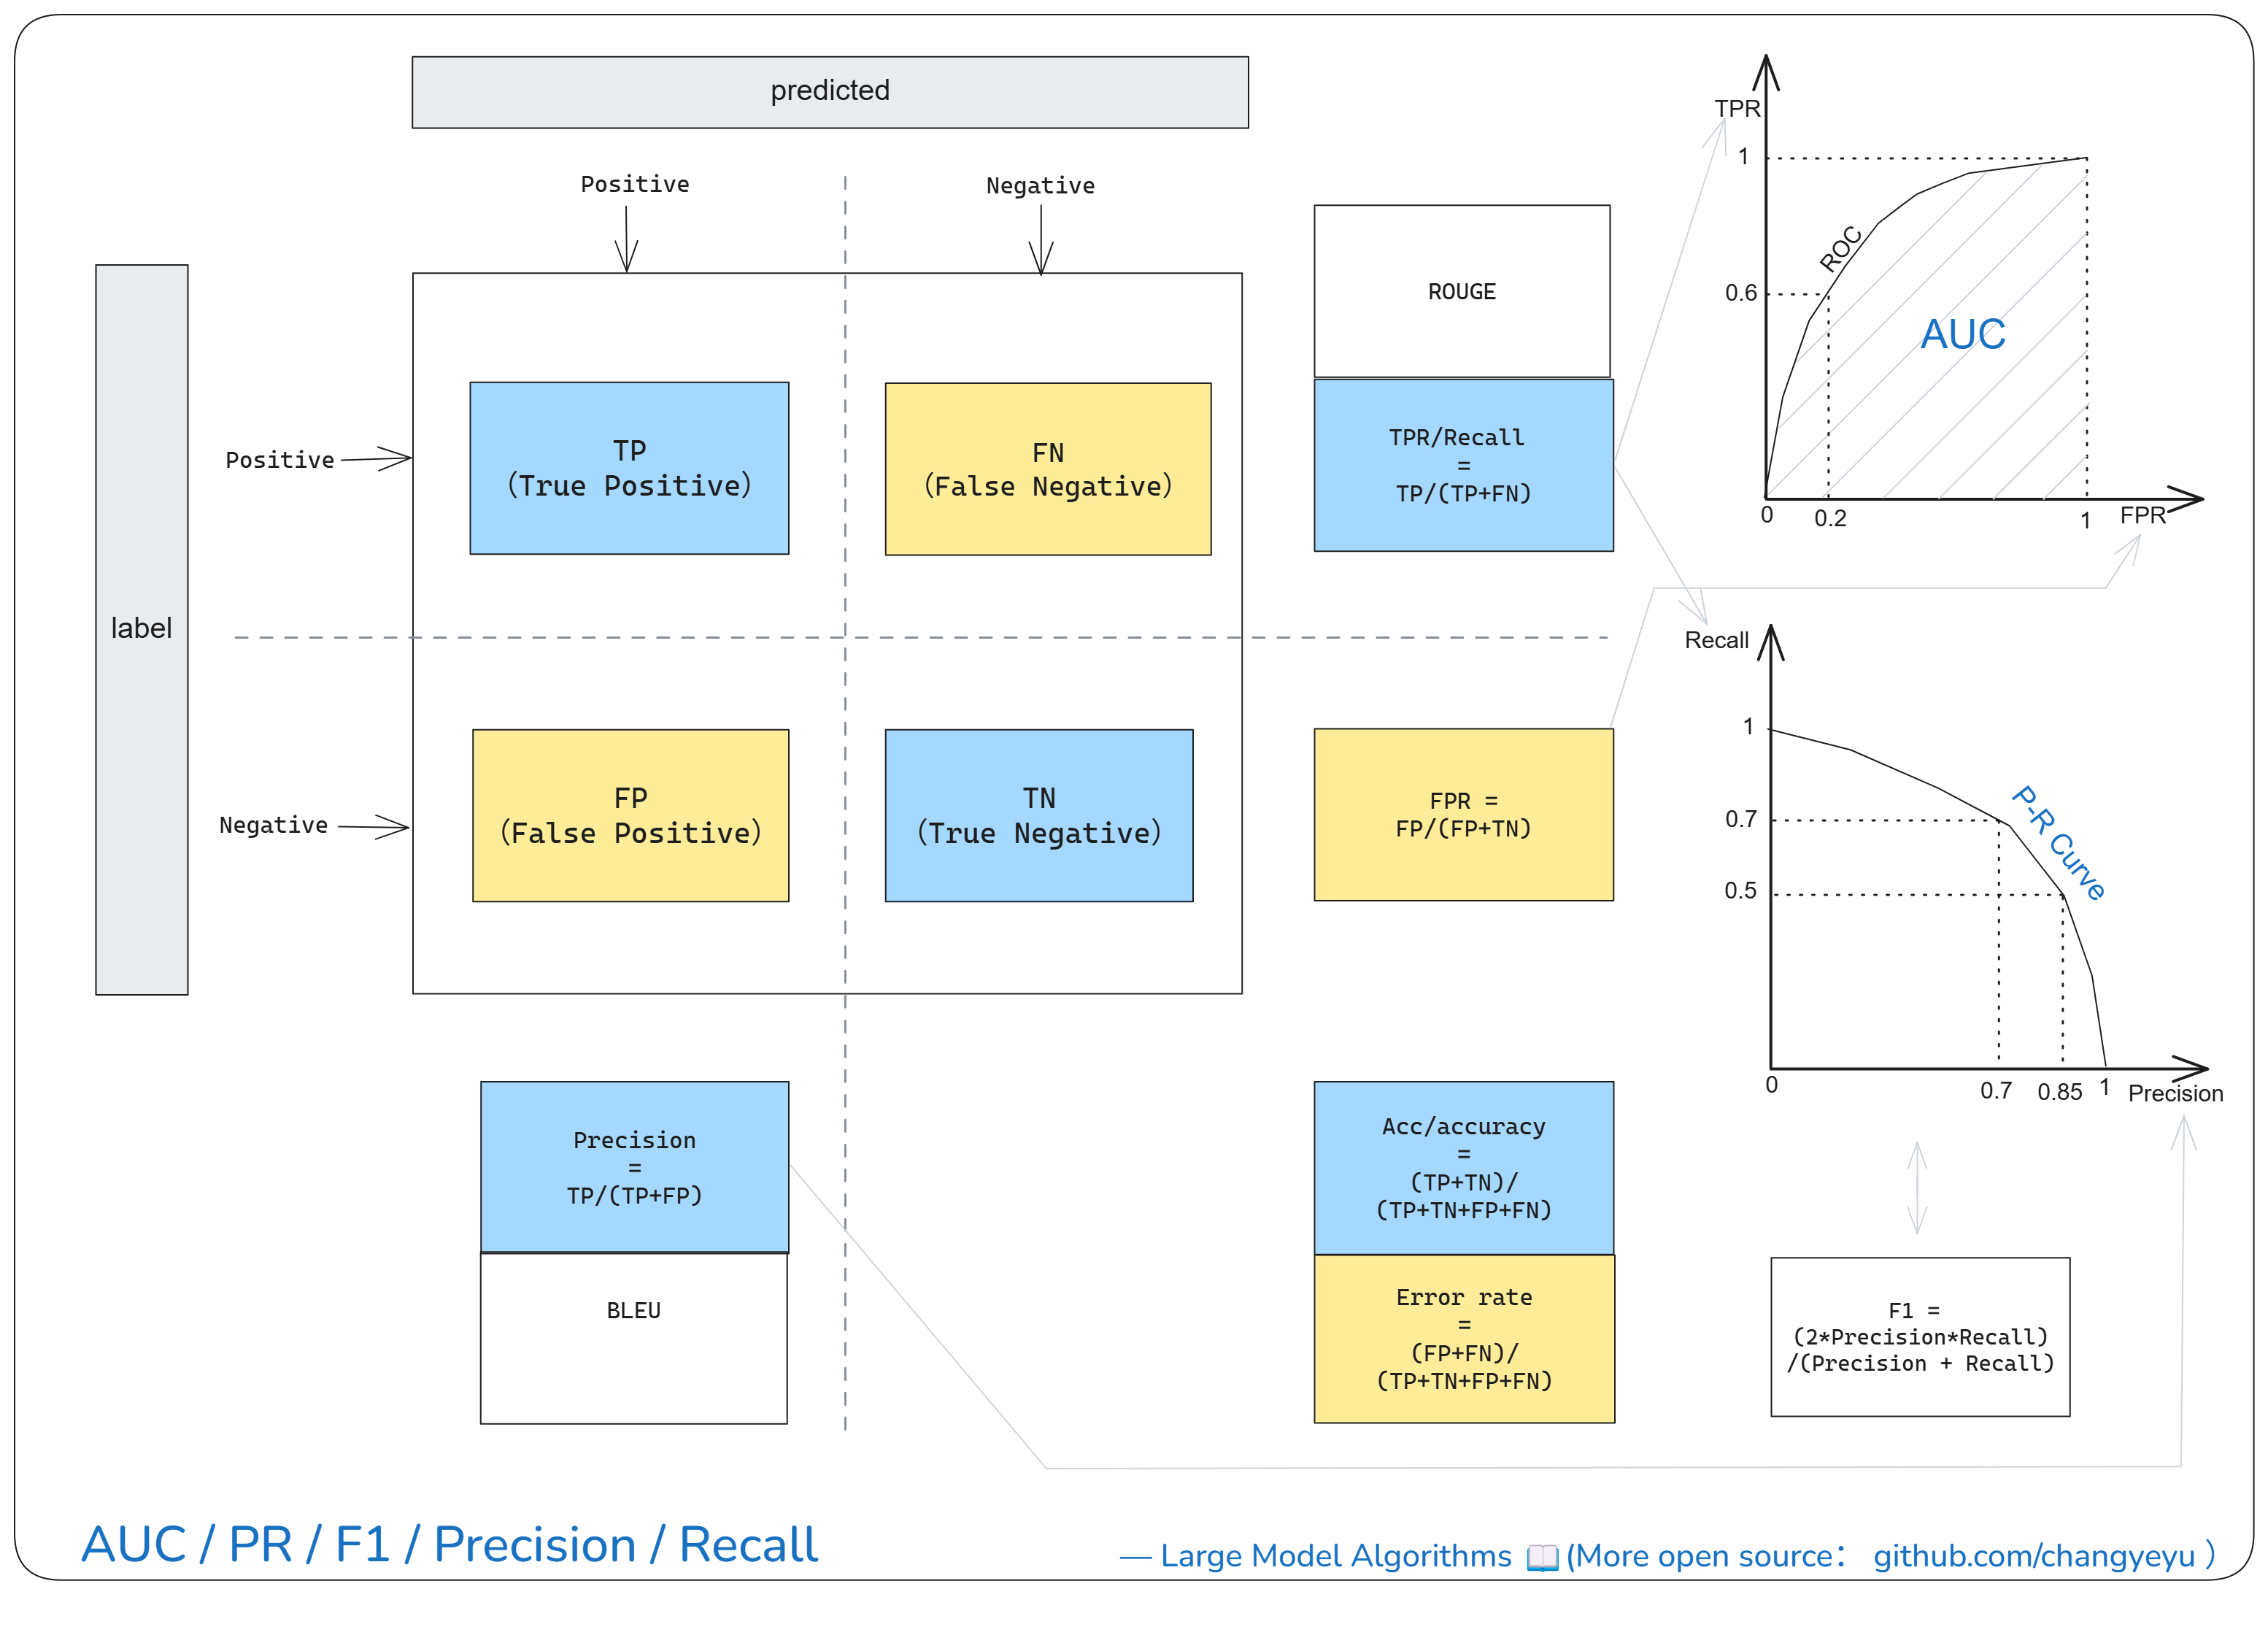 predicted
Positive
Negative
label
Positive
Negative
TP
（True Positive）
FN
（False Negative）
FP
（False Positive）
TN
（True Negative）
ROUGE
TPR/Recall
=
TP/(TP+FN)
FPR =
FP/(FP+TN)
Precision
=
TP/(TP+FP)
BLEU
Acc/accuracy
=
(TP+TN)/
(TP+TN+FP+FN)
Error rate
=
(FP+FN)/
(TP+TN+FP+FN)
TPR
1
0.6
ROC
AUC
0
0.2
1
FPR
Recall
1
0.7
0.5
P-R Curve
0
0.7
0.85
1
Precision
F1 =
(2*Precision*Recall)
/(Precision + Recall)
AUC / PR / F1 / Precision / Recall
— Large Model Algorithms 📖 (More open source： github.com/changyeyu ）